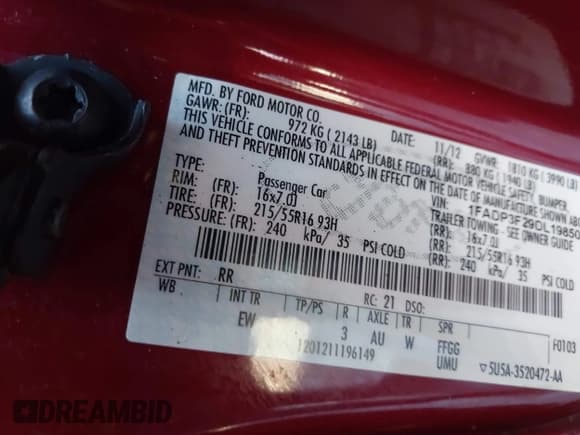 MFD. BY FORD MOTOR CO.
DATE: 11/12 GVWR: 1810 KG (3990 LB)
GAWR: (FR): 972 KG (2143 LB) (RR): 880 KG (1940 LB)
THIS VEHICLE CONFORMS TO ALL APPLICABLE FEDERAL MOTOR VEHICLE SAFETY, BUMPER
AND THEFT PREVENTION STANDARDS IN EFFECT ON THE DATE OF MANUFACTURE SHOWN
VIN: 1FADP3F29DL19850
TYPE: Passenger Car TRAILER TOWING - SEE OWNER GUIDE
RIM: (FR): 16x7.0J (RR): 16x7.0J
TIRE: (FR): 215/55R16 93H (RR): 215/55R16 93H
PRESSURE: (FR): 240 kPa/ 35 PSI COLD (RR): 240 kPa/ 35 PSI COLD
EXT PNT: RR RC: 21 DSO: F0103
WB INT TR TP/PS R AXLE TR SPR
EW 3 AU W FFGG
UMU
1201211196149 5U5A-3520472-AA
DREAMBID